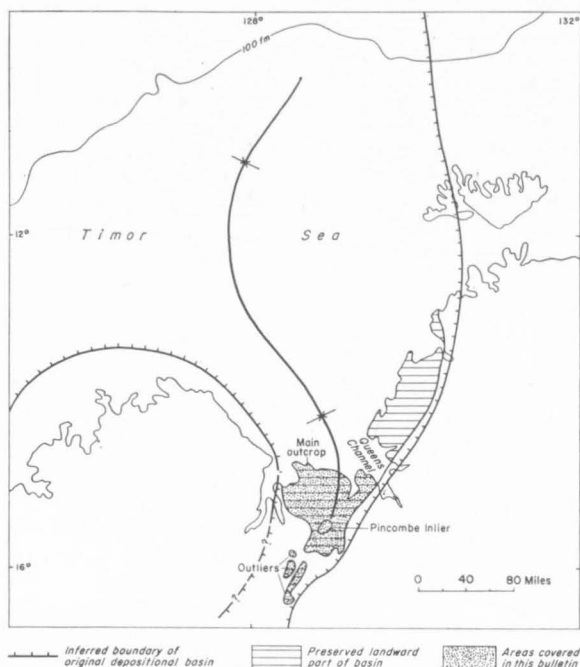 128°
132°
100 fm
12°
Timor Sea
Main
outcrop
Queens
Channel
Pincombe Inlier
16°
Outliers
?
?
0 40 80 Miles
Inferred boundary of
original depositional basin
Preserved landward
part of basin
Areas covered
in this bulletin